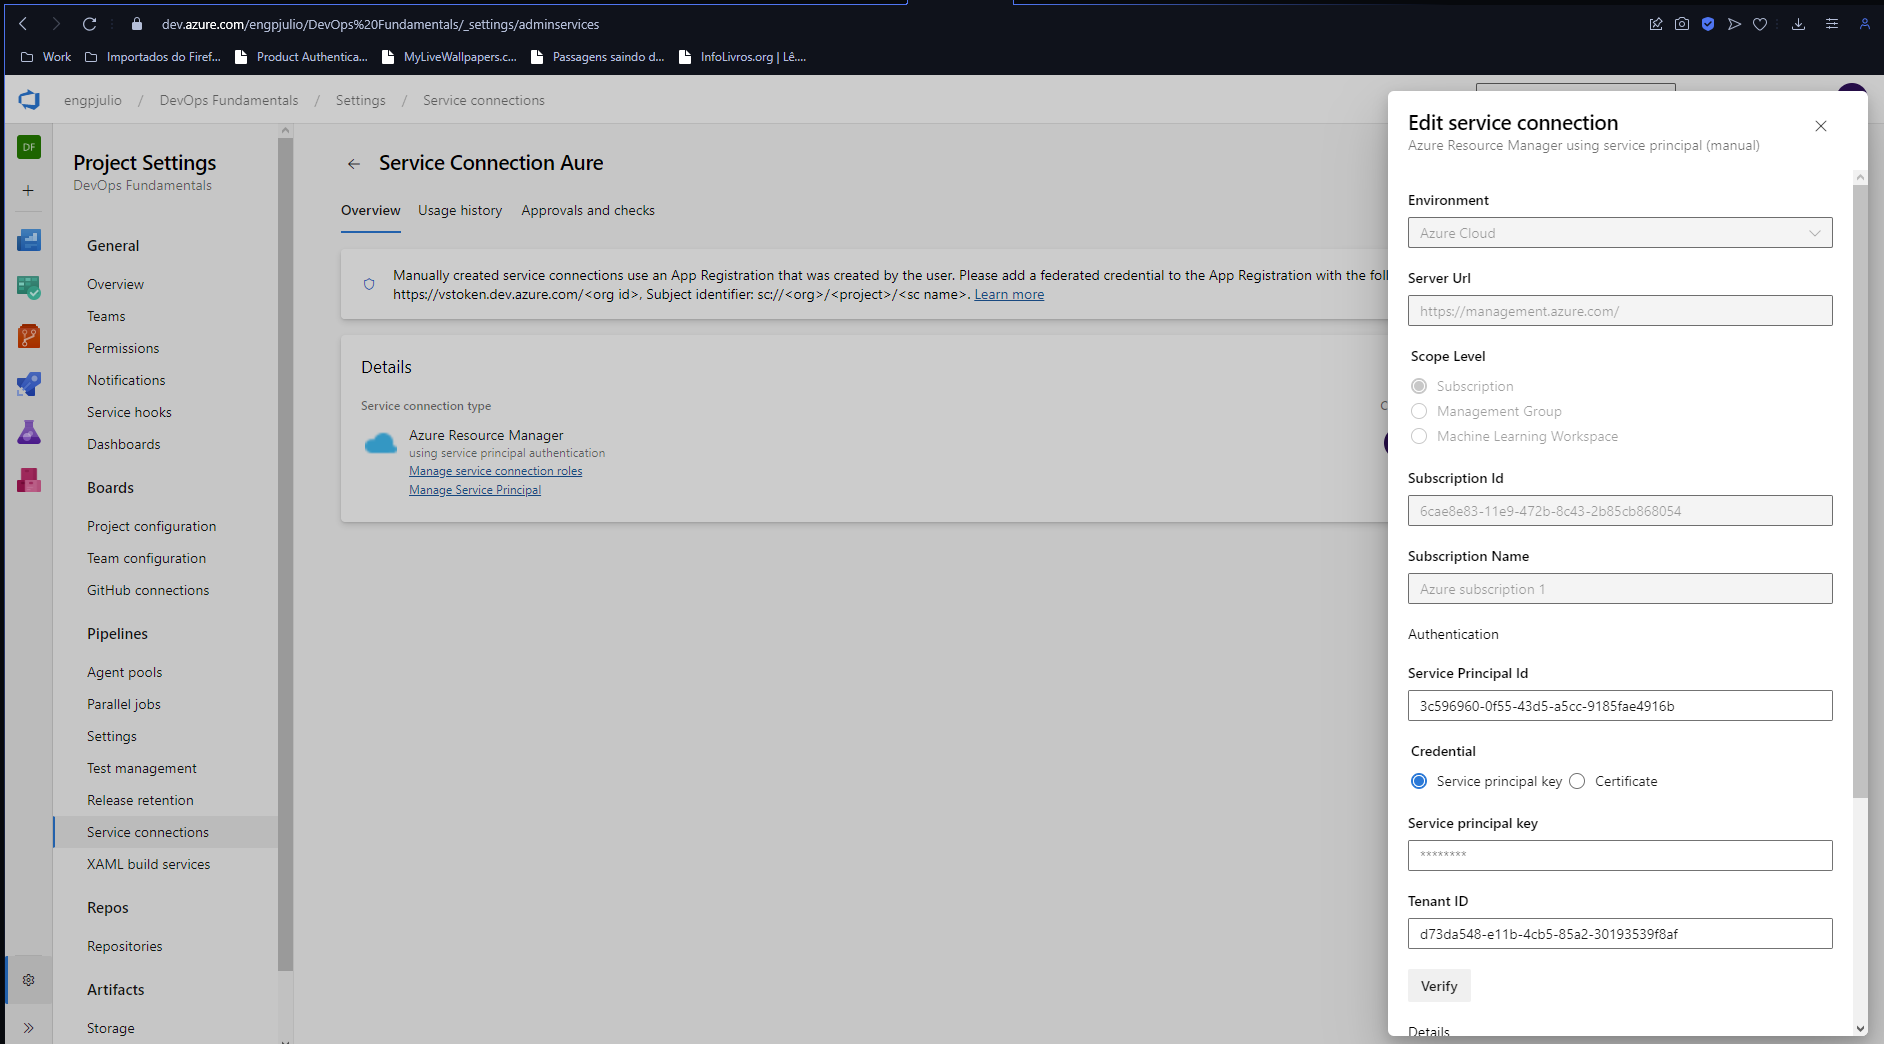 dev.azure.com/engpjulio/DevOps%20Fundamentals/_settings/adminservices
Work
Importados do Firef...
Product Authentica...
MyLiveWallpapers.c...
Passagens saindo d...
InfoLivros.org | Lê....
engpjulio / DevOps Fundamentals / Settings / Service connections
DF
Project Settings
DevOps Fundamentals
General
Overview
Teams
Permissions
Notifications
Service hooks
Dashboards
Boards
Project configuration
Team configuration
GitHub connections
Pipelines
Agent pools
Parallel jobs
Settings
Test management
Release retention
Service connections
XAML build services
Repos
Repositories
Artifacts
Storage
Service Connection Aure
Overview
Usage history
Approvals and checks
Manually created service connections use an App Registration that was created by the user. Please add a federated credential to the App Registration with the foll
https://vstoken.dev.azure.com/<org id>, Subject identifier: sc://<org>/<project>/<sc name>. Learn more
Details
Service connection type
Azure Resource Manager
using service principal authentication
Manage service connection roles
Manage Service Principal
Edit service connection
Azure Resource Manager using service principal (manual)
Environment
Azure Cloud
Server Url
https://management.azure.com/
Scope Level
Subscription
Management Group
Machine Learning Workspace
Subscription Id
6cae8e83-11e9-472b-8c43-2b85cb868054
Subscription Name
Azure subscription 1
Authentication
Service Principal Id
3c596960-0f55-43d5-a5cc-9185fae4916b
Credential
Service principal key
Certificate
Service principal key
********
Tenant ID
d73da548-e11b-4cb5-85a2-30193539f8af
Verify
Details